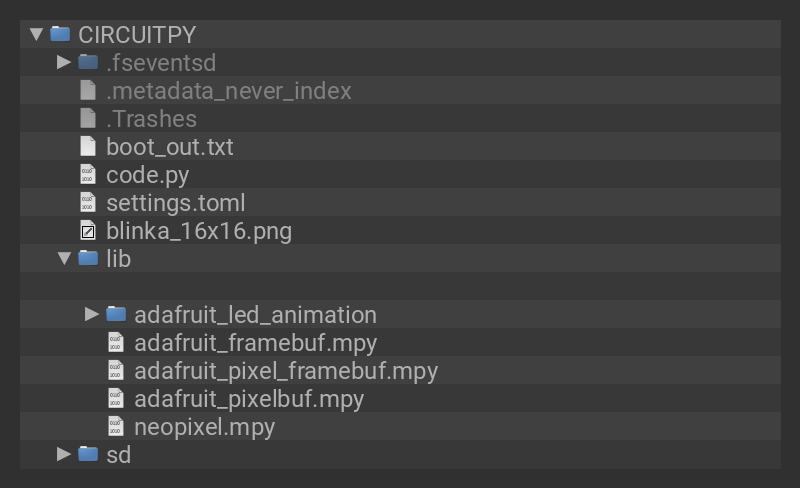 CIRCUITPY
.fseventsd
.metadata_never_index
.Trashes
boot_out.txt
code.py
settings.toml
blinka_16x16.png
lib
adafruit_led_animation
adafruit_framebuf.mpy
adafruit_pixel_framebuf.mpy
adafruit_pixelbuf.mpy
neopixel.mpy
sd